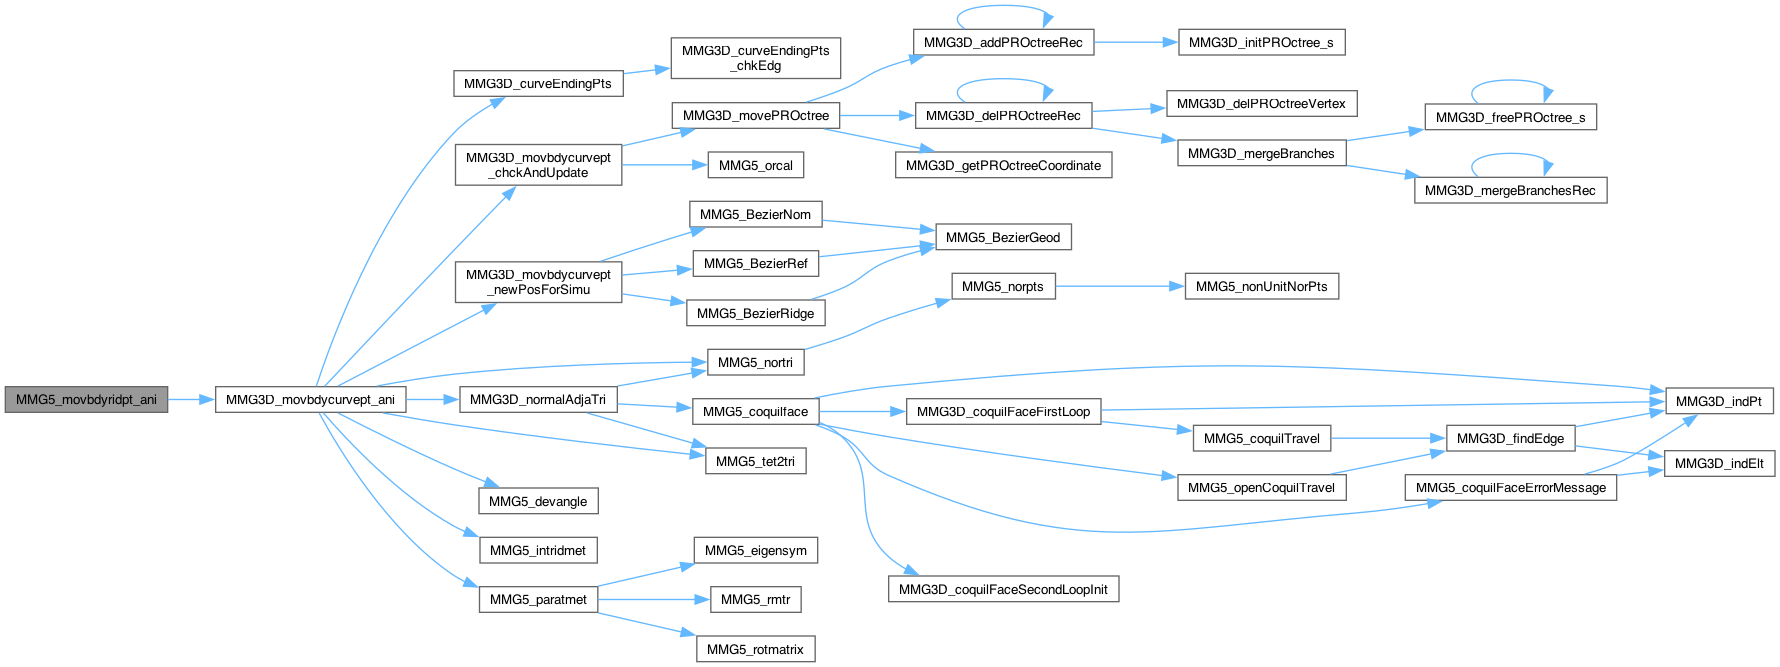 MMG5_movbdyridpt_ani
MMG3D_movbdycurvept_ani
MMG3D_curveEndingPts
MMG3D_curveEndingPts
_chkEdg
MMG3D_movbdycurvept
_chckAndUpdate
MMG3D_movePROctree
MMG3D_addPROctreeRec
MMG3D_initPROctree_s
MMG3D_delPROctreeRec
MMG3D_delPROctreeVertex
MMG3D_mergeBranches
MMG3D_freePROctree_s
MMG3D_mergeBranchesRec
MMG3D_getPROctreeCoordinate
MMG5_orcal
MMG3D_movbdycurvept
_newPosForSimu
MMG5_BezierNom
MMG5_BezierRef
MMG5_BezierRidge
MMG5_BezierGeod
MMG5_nortri
MMG5_norpts
MMG5_nonUnitNorPts
MMG3D_normalAdjaTri
MMG5_coquilface
MMG3D_coquilFaceFirstLoop
MMG5_coquilTravel
MMG3D_findEdge
MMG3D_indPt
MMG3D_indElt
MMG5_openCoquilTravel
MMG5_coquilFaceErrorMessage
MMG3D_coquilFaceSecondLoopInit
MMG5_tet2tri
MMG5_devangle
MMG5_intridmet
MMG5_paratmet
MMG5_eigensym
MMG5_rmtr
MMG5_rotmatrix